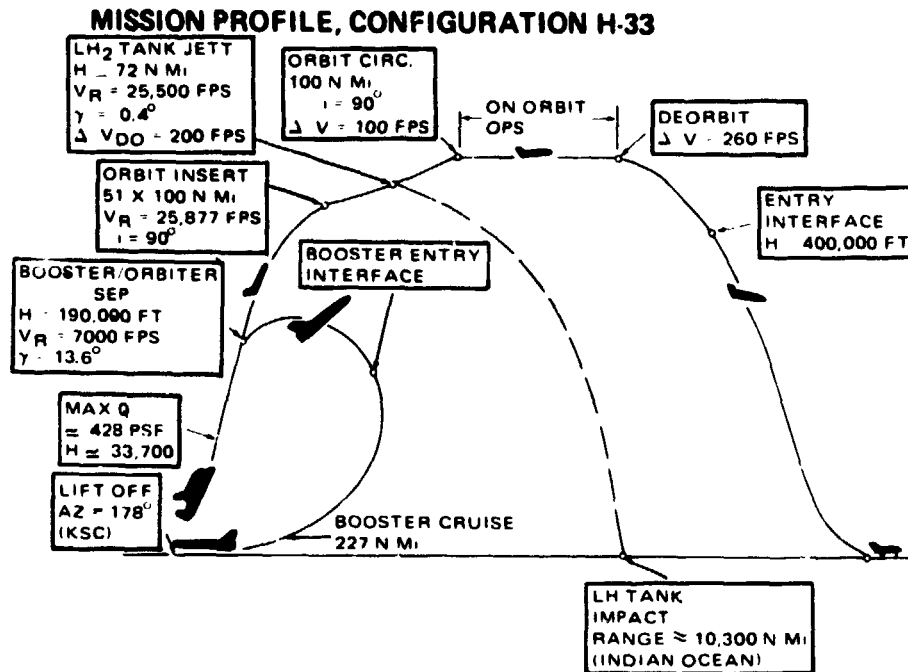 MISSION PROFILE, CONFIGURATION H-33
LH2 TANK JETT
H _ 72 N MI
VR = 25,500 FPS
γ = 0.4°
Δ VDO = 200 FPS
ORBIT CIRC.
100 N MI
i = 90°
Δ V = 100 FPS
ON ORBIT
OPS
DEORBIT
Δ V - 260 FPS
ORBIT INSERT
51 X 100 N MI
VR = 25,877 FPS
i = 90°
ENTRY
INTERFACE
H 400,000 FT
BOOSTER/ORBITER
SEP
H - 190,000 FT
VR = 7000 FPS
γ - 13.6°
BOOSTER ENTRY
INTERFACE
MAX Q
≃ 428 PSF
H ≃ 33,700
LIFT OFF
AZ = 178°
(KSC)
BOOSTER CRUISE
227 N MI
LH TANK
IMPACT
RANGE ≈ 10,300 N MI
(INDIAN OCEAN)